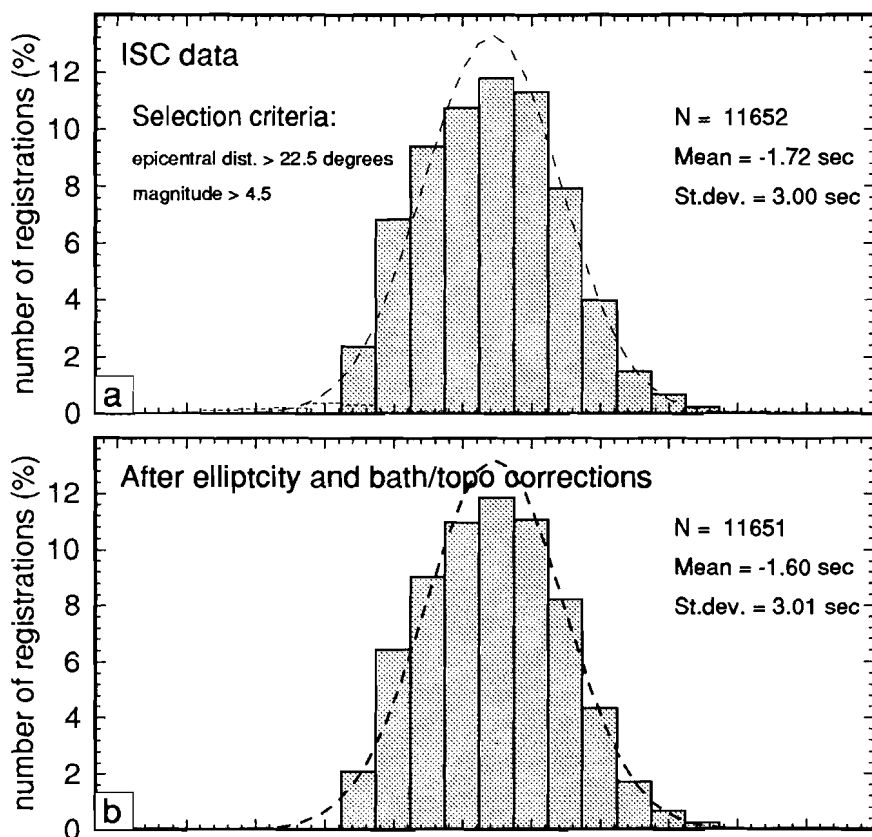 number of registrations (%)
12
10
8
6
4
2
0
ISC data
Selection criteria:
epicentral dist. > 22.5 degrees
magnitude > 4.5
N = 11652
Mean = -1.72 sec
St.dev. = 3.00 sec
a
number of registrations (%)
12
10
8
6
4
2
0
After elliptcity and bath/topo corrections
N = 11651
Mean = -1.60 sec
St.dev. = 3.01 sec
b